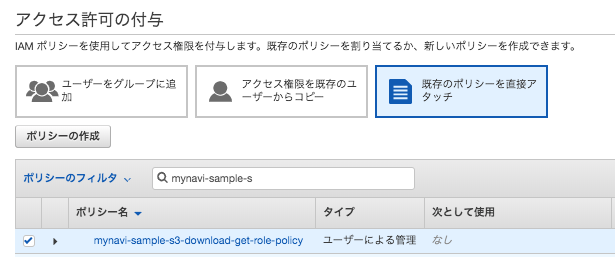 アクセス許可の付与
IAM ポリシーを使用してアクセス権限を付与します。既存のポリシーを割り当てるか、新しいポリシーを作成できます。
ユーザーをグループに追
加
アクセス権限を既存のユ
ーザーからコピー
既存のポリシーを直接ア
タッチ
ポリシーの作成
ポリシーのフィルタ
mynavi-sample-s
ポリシー名 タイプ 次として使用
mynavi-sample-s3-download-get-role-policy ユーザーによる管理 なし